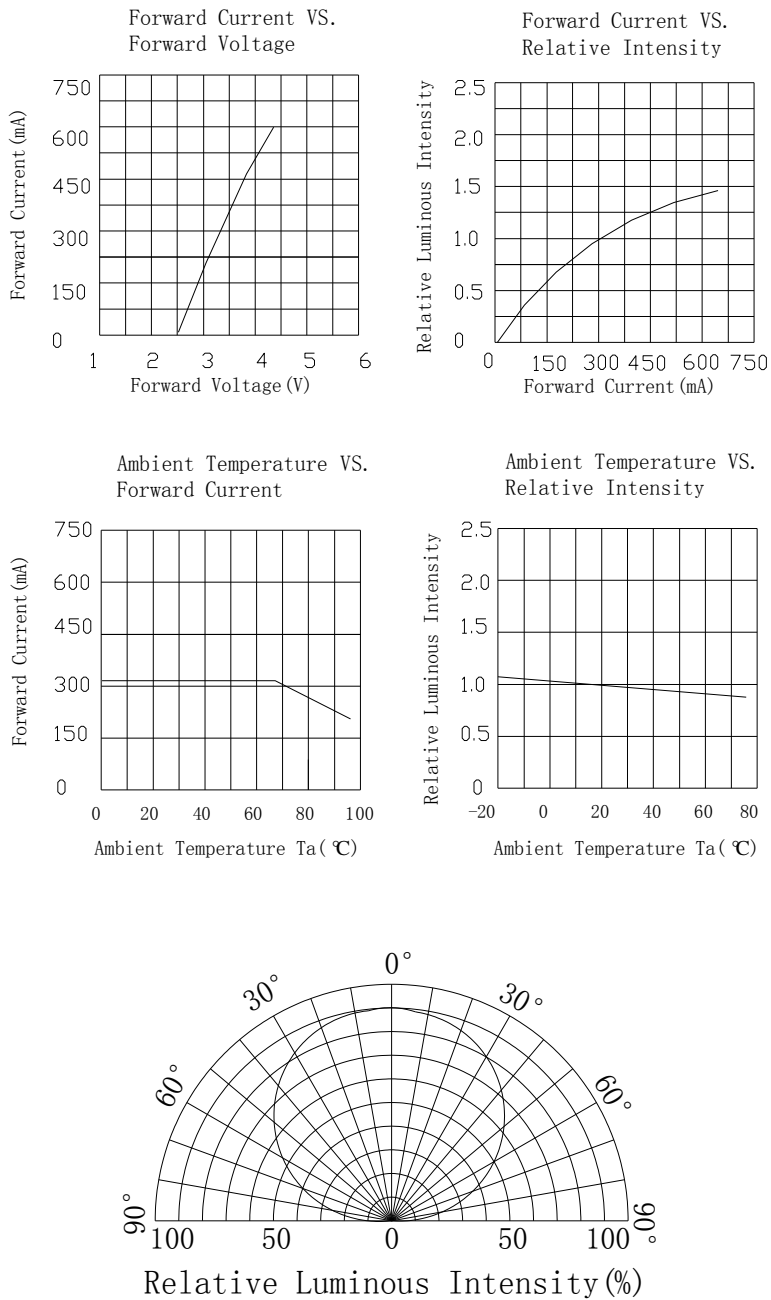 Forward Current VS.
Forward Voltage
Forward Current(mA)
750
600
450
300
150
0
1 2 3 4 5 6
Forward Voltage(V)
Forward Current VS.
Relative Intensity
Relative Luminous Intensity
2.5
2.0
1.5
1.0
0.5
0
0 150 300 450 600 750
Forward Current(mA)
Ambient Temperature VS.
Forward Current
Forward Current(mA)
750
600
450
300
150
0
0 20 40 60 80 100
Ambient Temperature Ta(℃)
Ambient Temperature VS.
Relative Intensity
Relative Luminous Intensity
2.5
2.0
1.5
1.0
0.5
0
-20 0 20 40 60 80
Ambient Temperature Ta(℃)
0°
30° 30°
60° 60°
90° 90°
100 50 0 50 100
Relative Luminous Intensity(%)